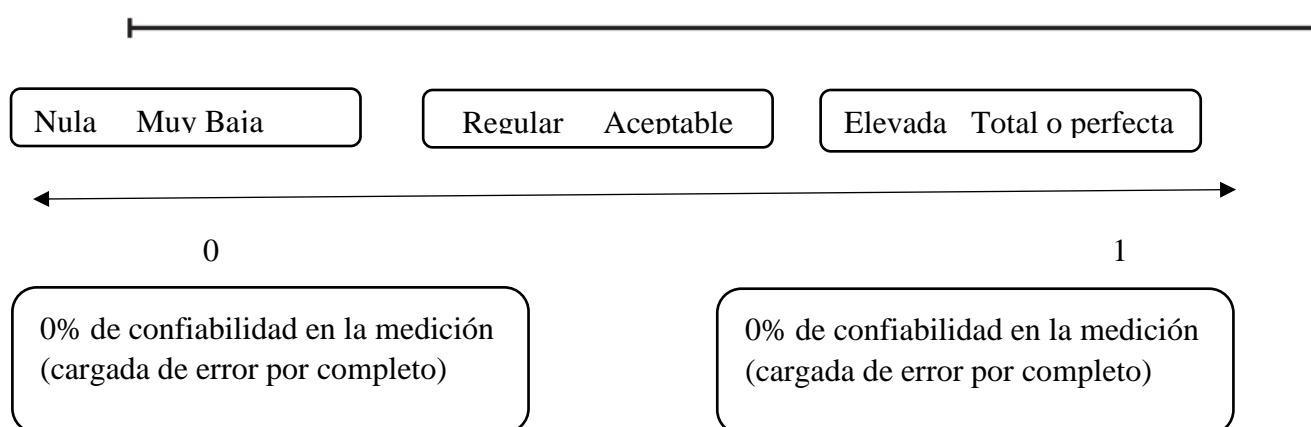 Nula Muy Baja Regular Aceptable Elevada Total o perfecta
0 1
0% de confiabilidad en la medición
(cargada de error por completo)
0% de confiabilidad en la medición
(cargada de error por completo)